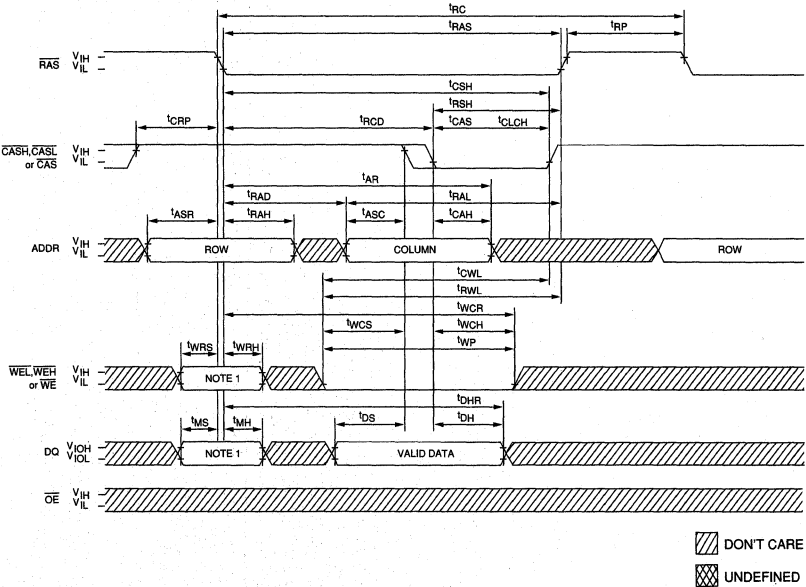 tRC
tRAS tRP
RAS VIH VIL
tCSH
tRSH
tCRP tRCD tCAS tCLCH
CASH, CASL or CAS VIH VIL
tAR
tRAD tRAL
tASR tRAH tASC tCAH
ADDR VIH VIL ROW COLUMN ROW
tCWL
tRWL
tWCR
tWCS tWCH
tWP
tWRS tWRH
WEL, WEH or WE VIH VIL NOTE 1
tDHR
tMS tMH tDS tDH
DQ VIOH VIOL NOTE 1 VALID DATA
OE VIH VIL
DON'T CARE
UNDEFINED